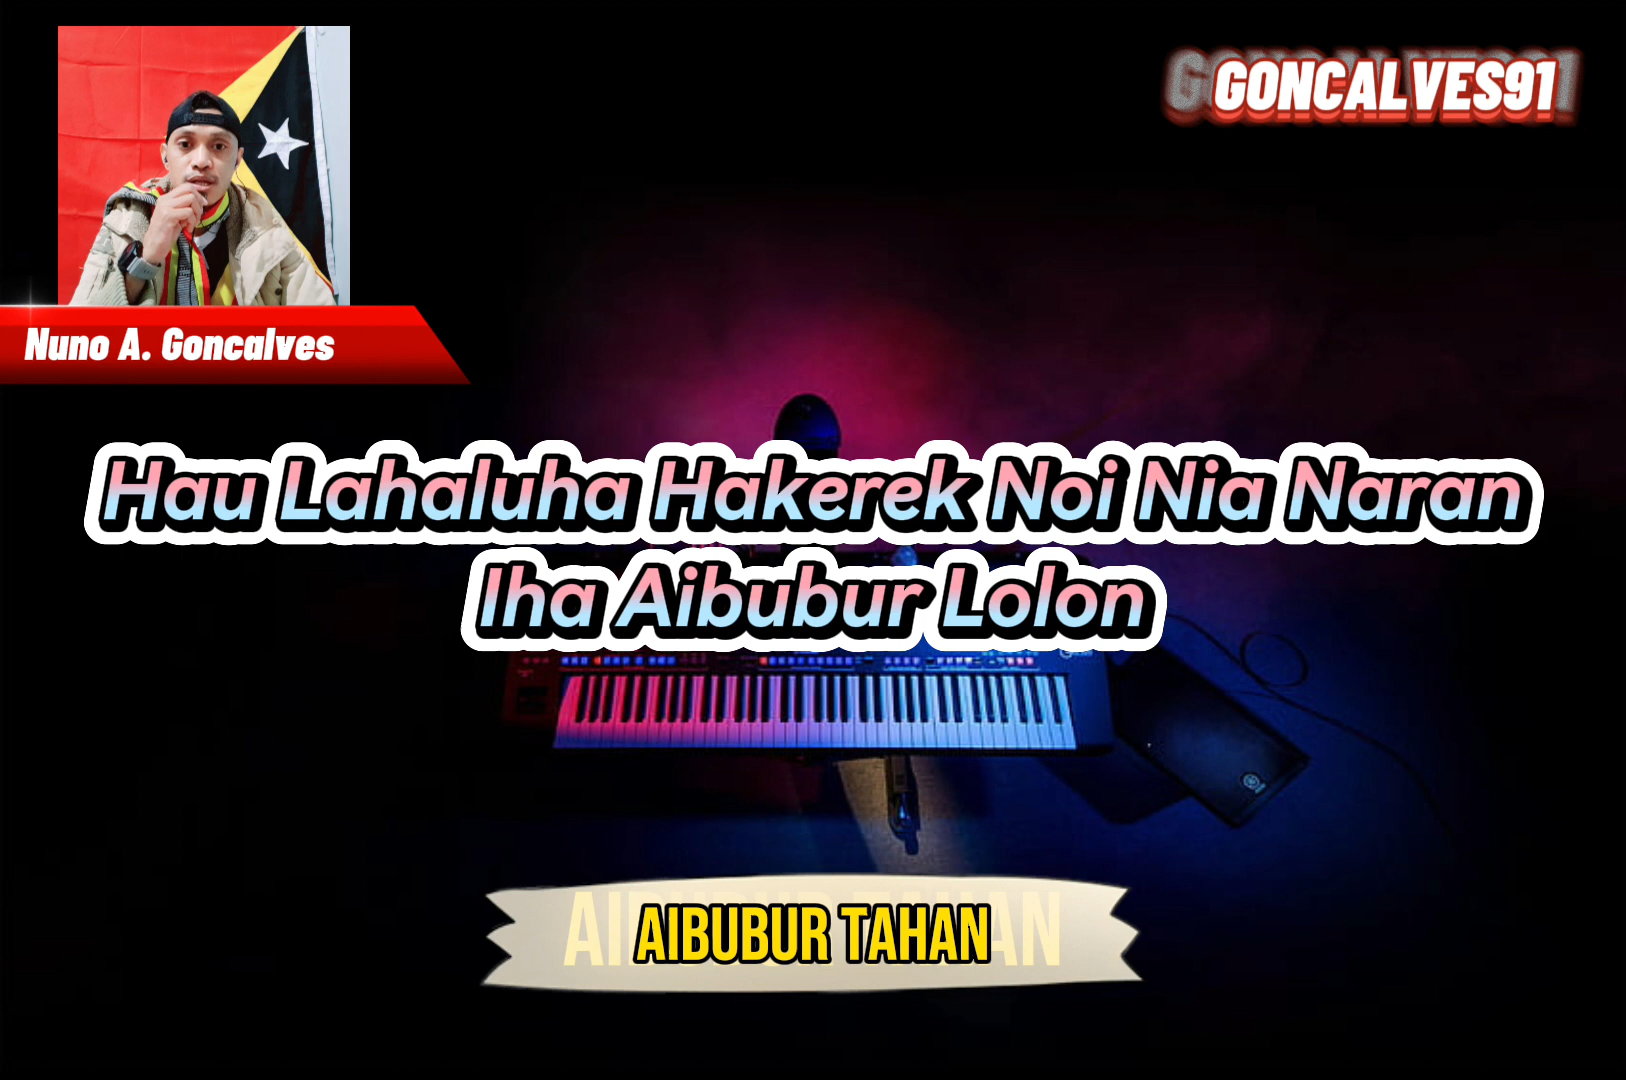 GONCALVES91
Nuno A. Goncalves
Hau Lahaluha Hakerek Noi Nia Naran
Iha Aibubur Lolon
AIBUBUR TAHAN